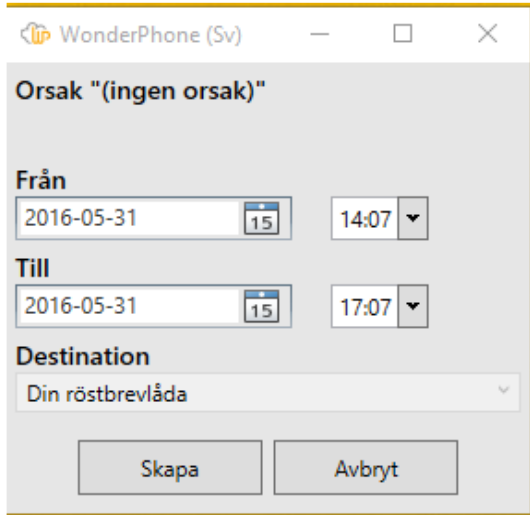 up WonderPhone (Sv)
Orsak "(ingen orsak)"
Från
2016-05-31 15 14:07
Till
2016-05-31 15 17:07
Destination
Din röstbrevlåda
Skapa Avbryt